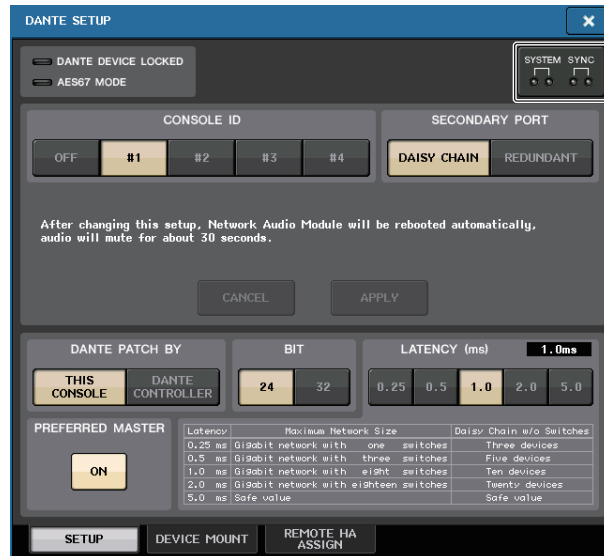 DANTE SETUP
DANTE DEVICE LOCKED
AES67 MODE
SYSTEM SYNC
CONSOLE ID
OFF #1 #2 #3 #4
SECONDARY PORT
DAISY CHAIN REDUNDANT
After changing this setup, Network Audio Module will be rebooted automatically,
audio will mute for about 30 seconds.
CANCEL APPLY
DANTE PATCH BY
THIS CONSOLE DANTE CONTROLLER
BIT
24 32
LATENCY (ms) 1.0ms
0.25 0.5 1.0 2.0 5.0
PREFERRED MASTER
ON
Latency Maximum Network Size Daisy Chain w/o Switches
0.25 ms Gigabit network with one switches Three devices
0.5 ms Gigabit network with three switches Five devices
1.0 ms Gigabit network with eight switches Ten devices
2.0 ms Gigabit network with eighteen switches Twenty devices
5.0 ms Safe value Safe value
SETUP DEVICE MOUNT REMOTE HA ASSIGN